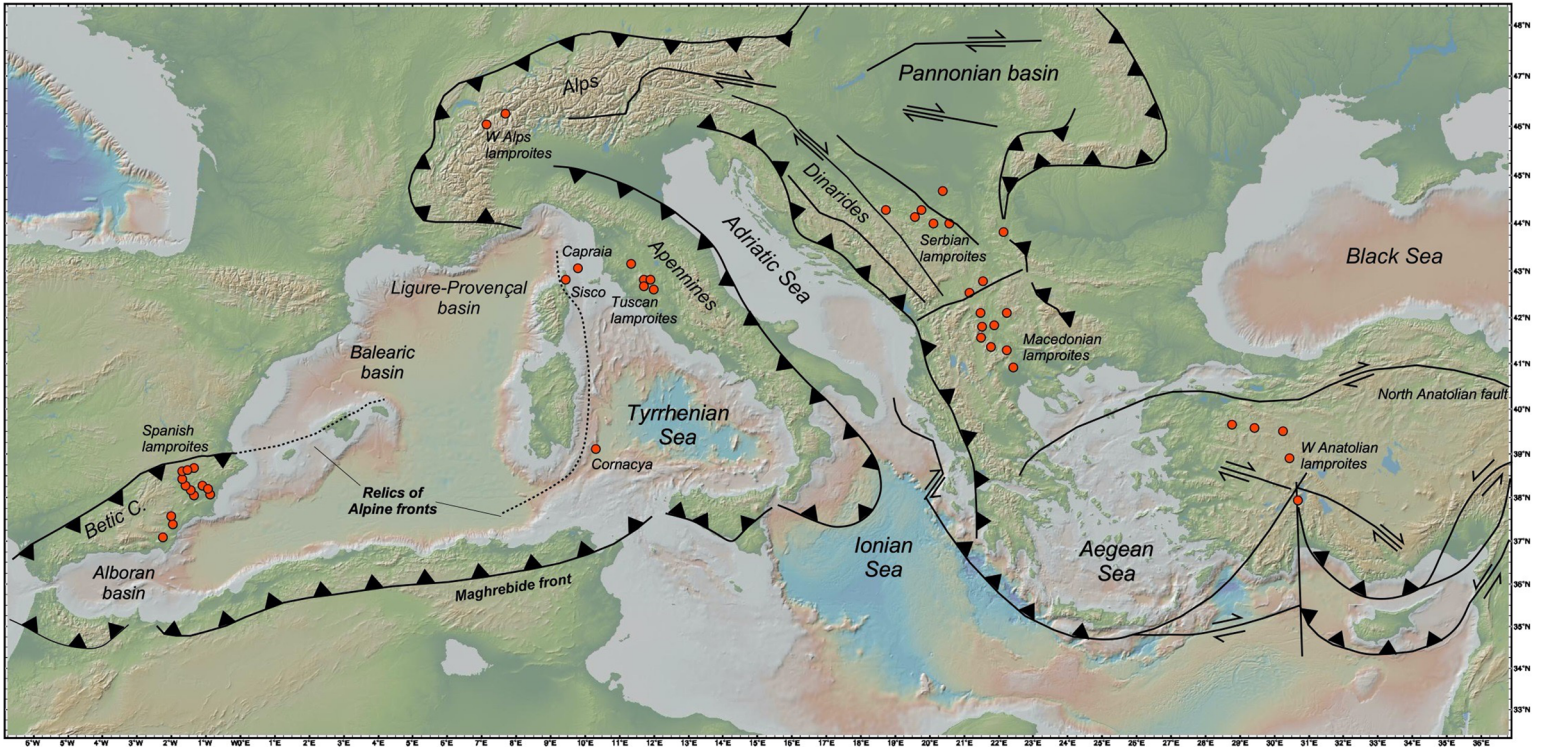 Alps
Pannonian basin
W Alps
lamproites
Dinarides
Serbian
lamproites
Adriatic Sea
Black Sea
Capraia
Sisco
Apennines
Tuscan
lamproites
Ligure-Provençal
basin
Macedonian
lamproites
Balearic
basin
North Anatolian fault
Tyrrhenian
Sea
Spanish
lamproites
Cornacya
W Anatolian
lamproites
Relics of
Alpine fronts
Betic C.
Ionian
Sea
Aegean
Sea
Alboran
basin
Maghrebide front
48°N
47°N
46°N
45°N
44°N
43°N
42°N
41°N
40°N
39°N
38°N
37°N
36°N
35°N
34°N
33°N
6°W 5°W 4°W 3°W 2°W 1°W W0°E 1°E 2°E 3°E 4°E 5°E 6°E 7°E 8°E 9°E 10°E 11°E 12°E 13°E 14°E 15°E 16°E 17°E 18°E 19°E 20°E 21°E 22°E 23°E 24°E 25°E 26°E 27°E 28°E 29°E 30°E 31°E 32°E 33°E 34°E 35°E 36°E